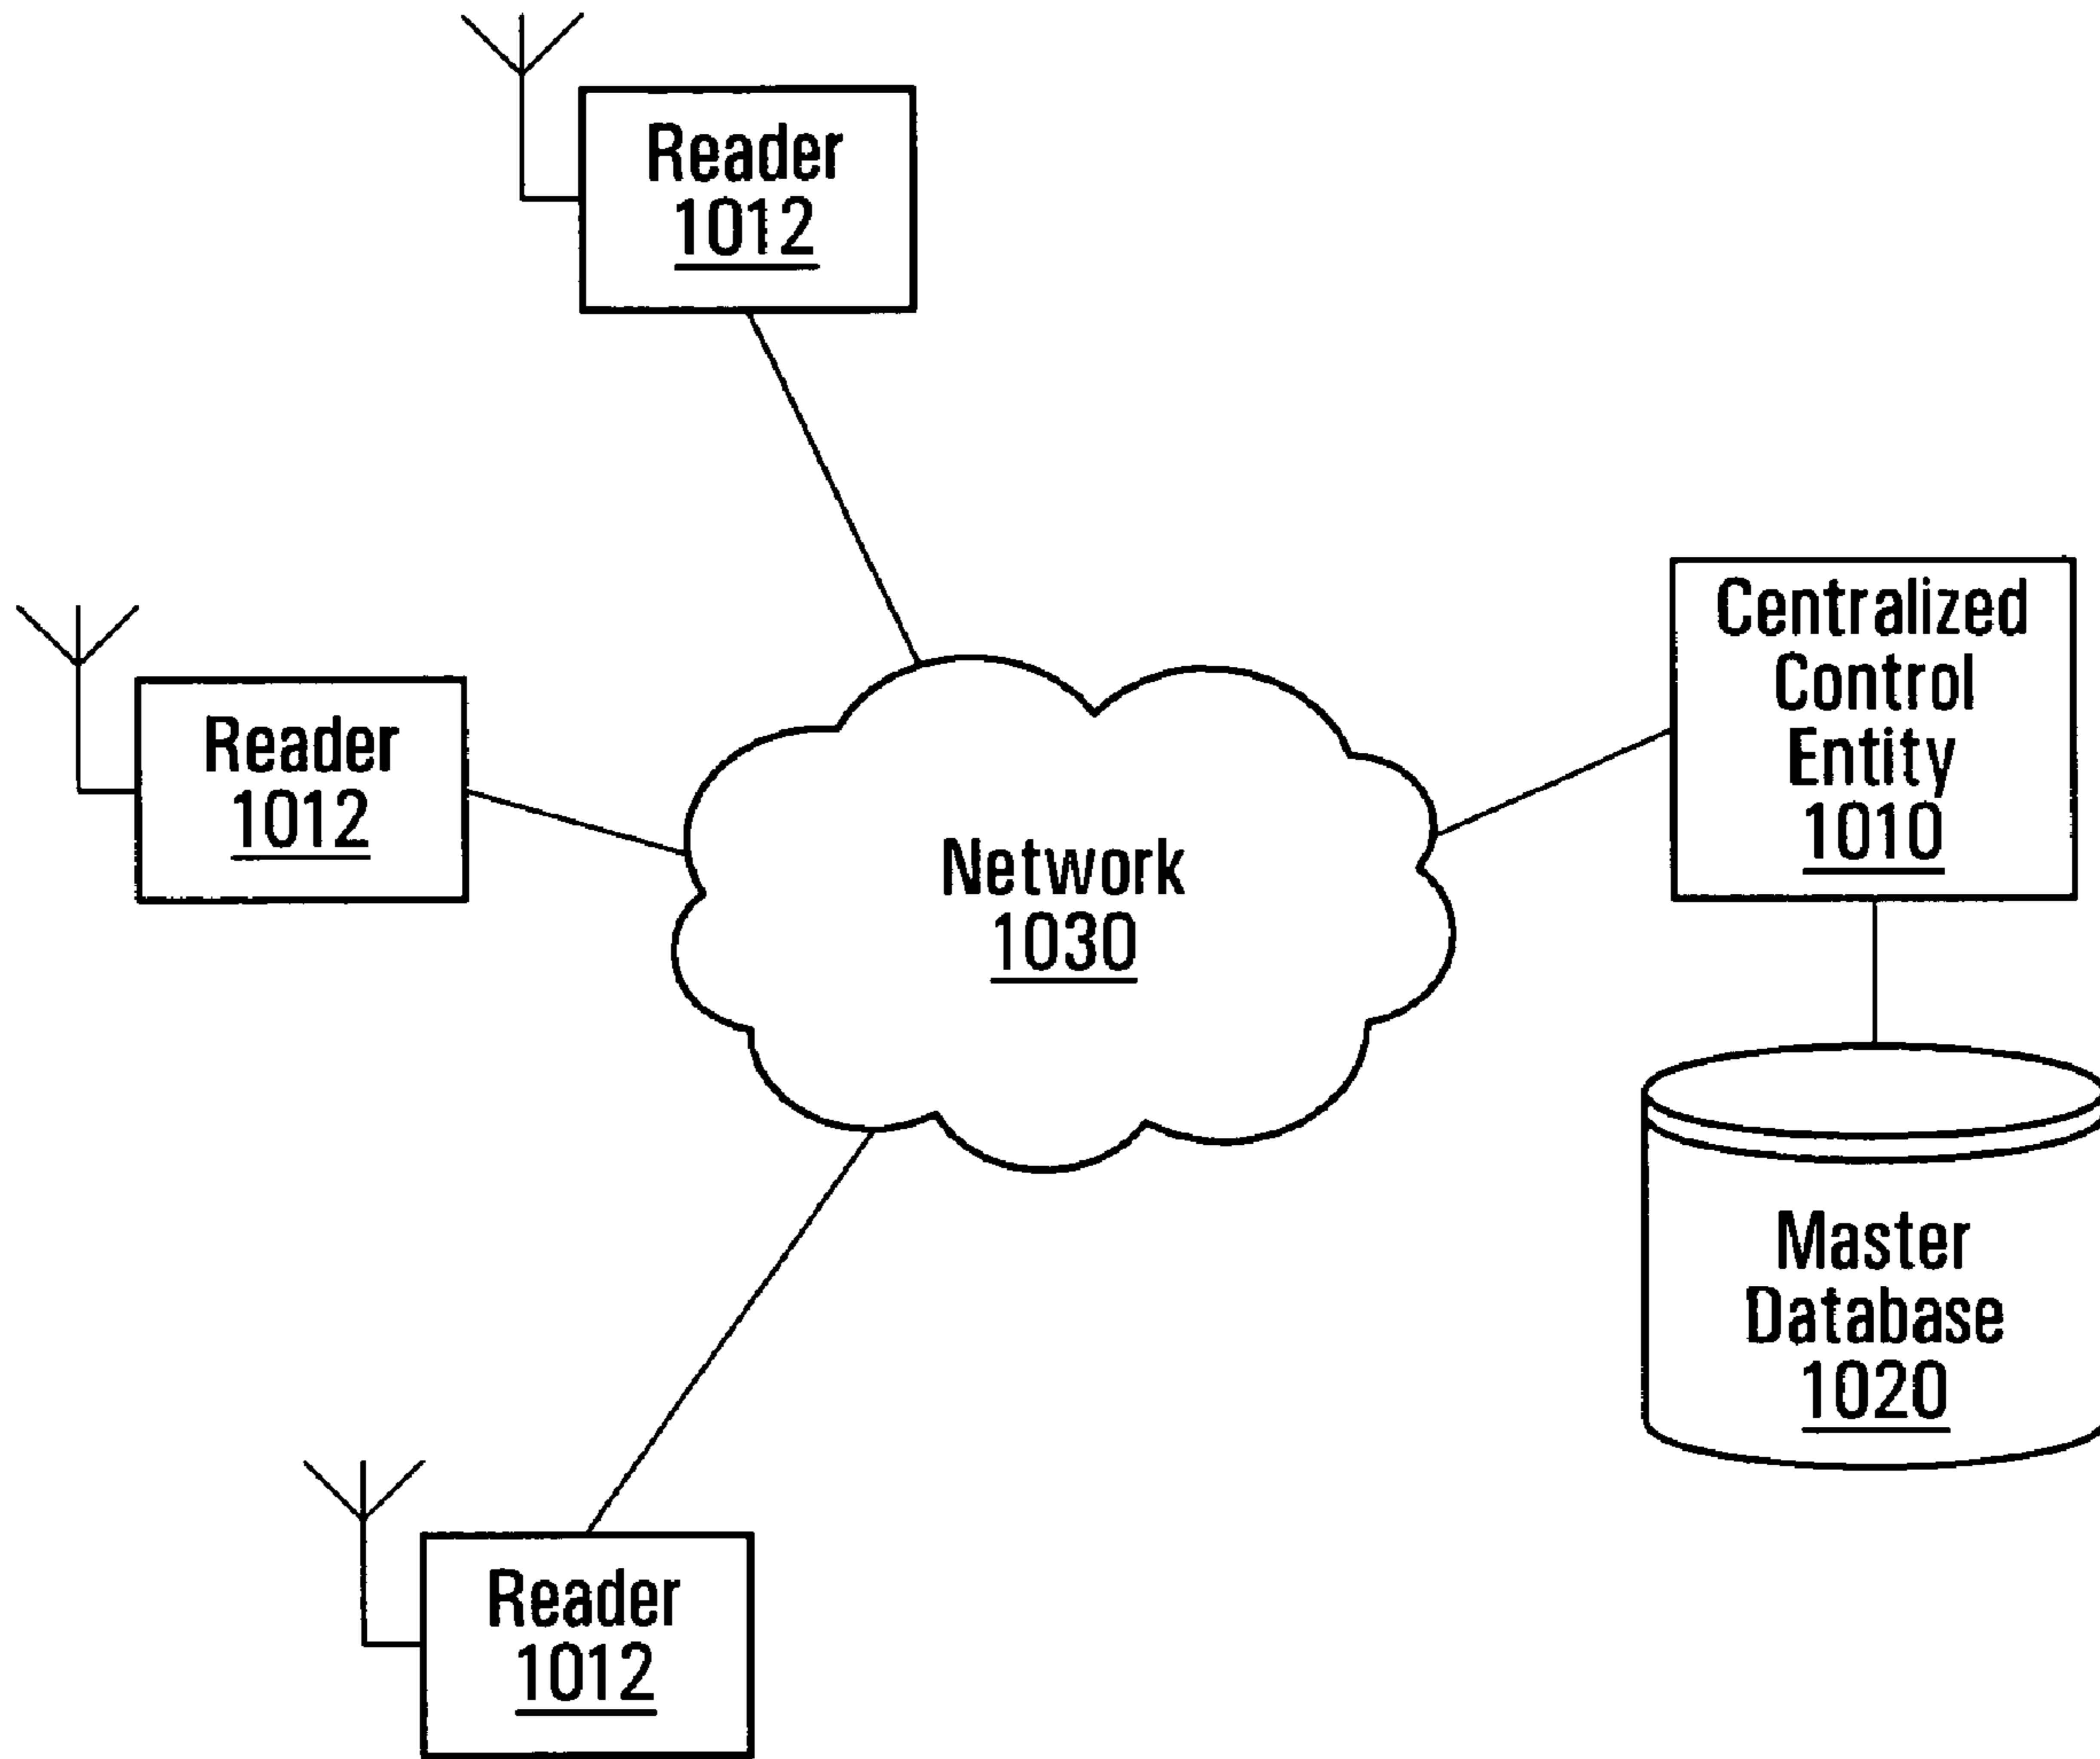 Reader
1012
Reader
1012
Network
1030
Centralized
Control
Entity
1010
Master
Database
1020
Reader
1012